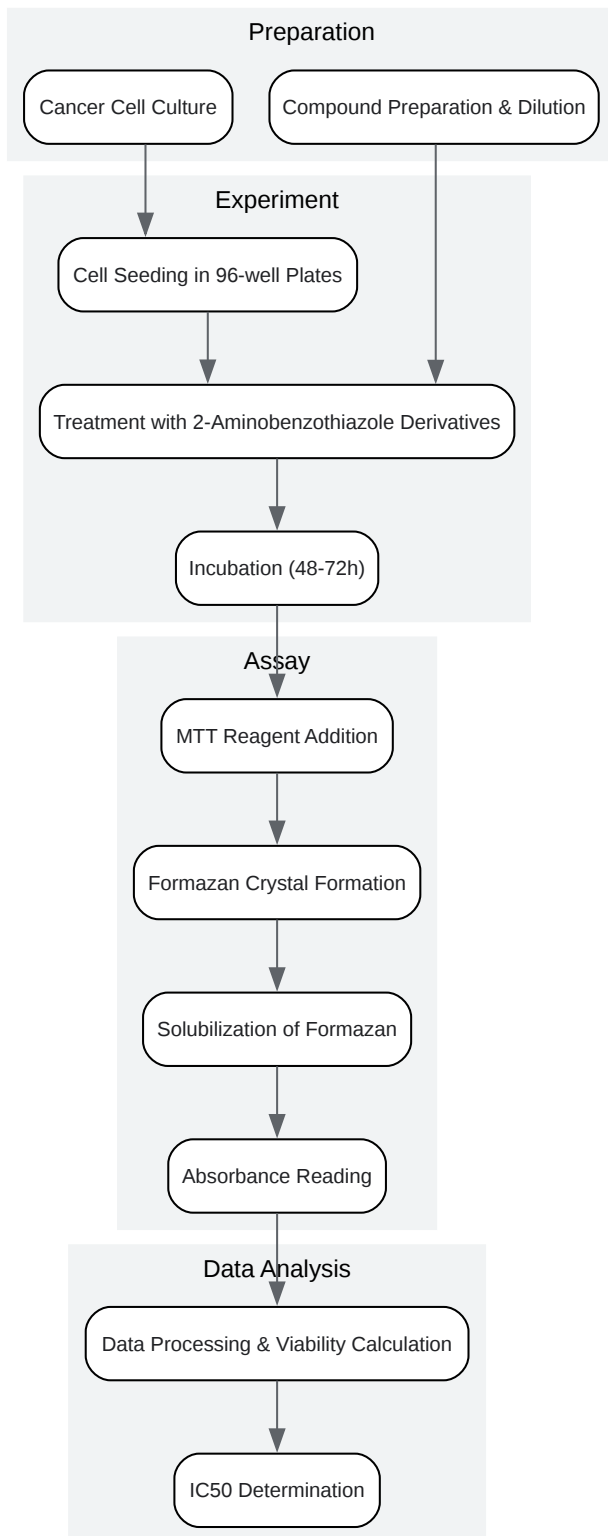 Preparation
Cancer Cell Culture
Compound Preparation & Dilution
Experiment
Cell Seeding in 96-well Plates
Treatment with 2-Aminobenzothiazole Derivatives
Incubation (48-72h)
Assay
MTT Reagent Addition
Formazan Crystal Formation
Solubilization of Formazan
Absorbance Reading
Data Analysis
Data Processing & Viability Calculation
IC50 Determination